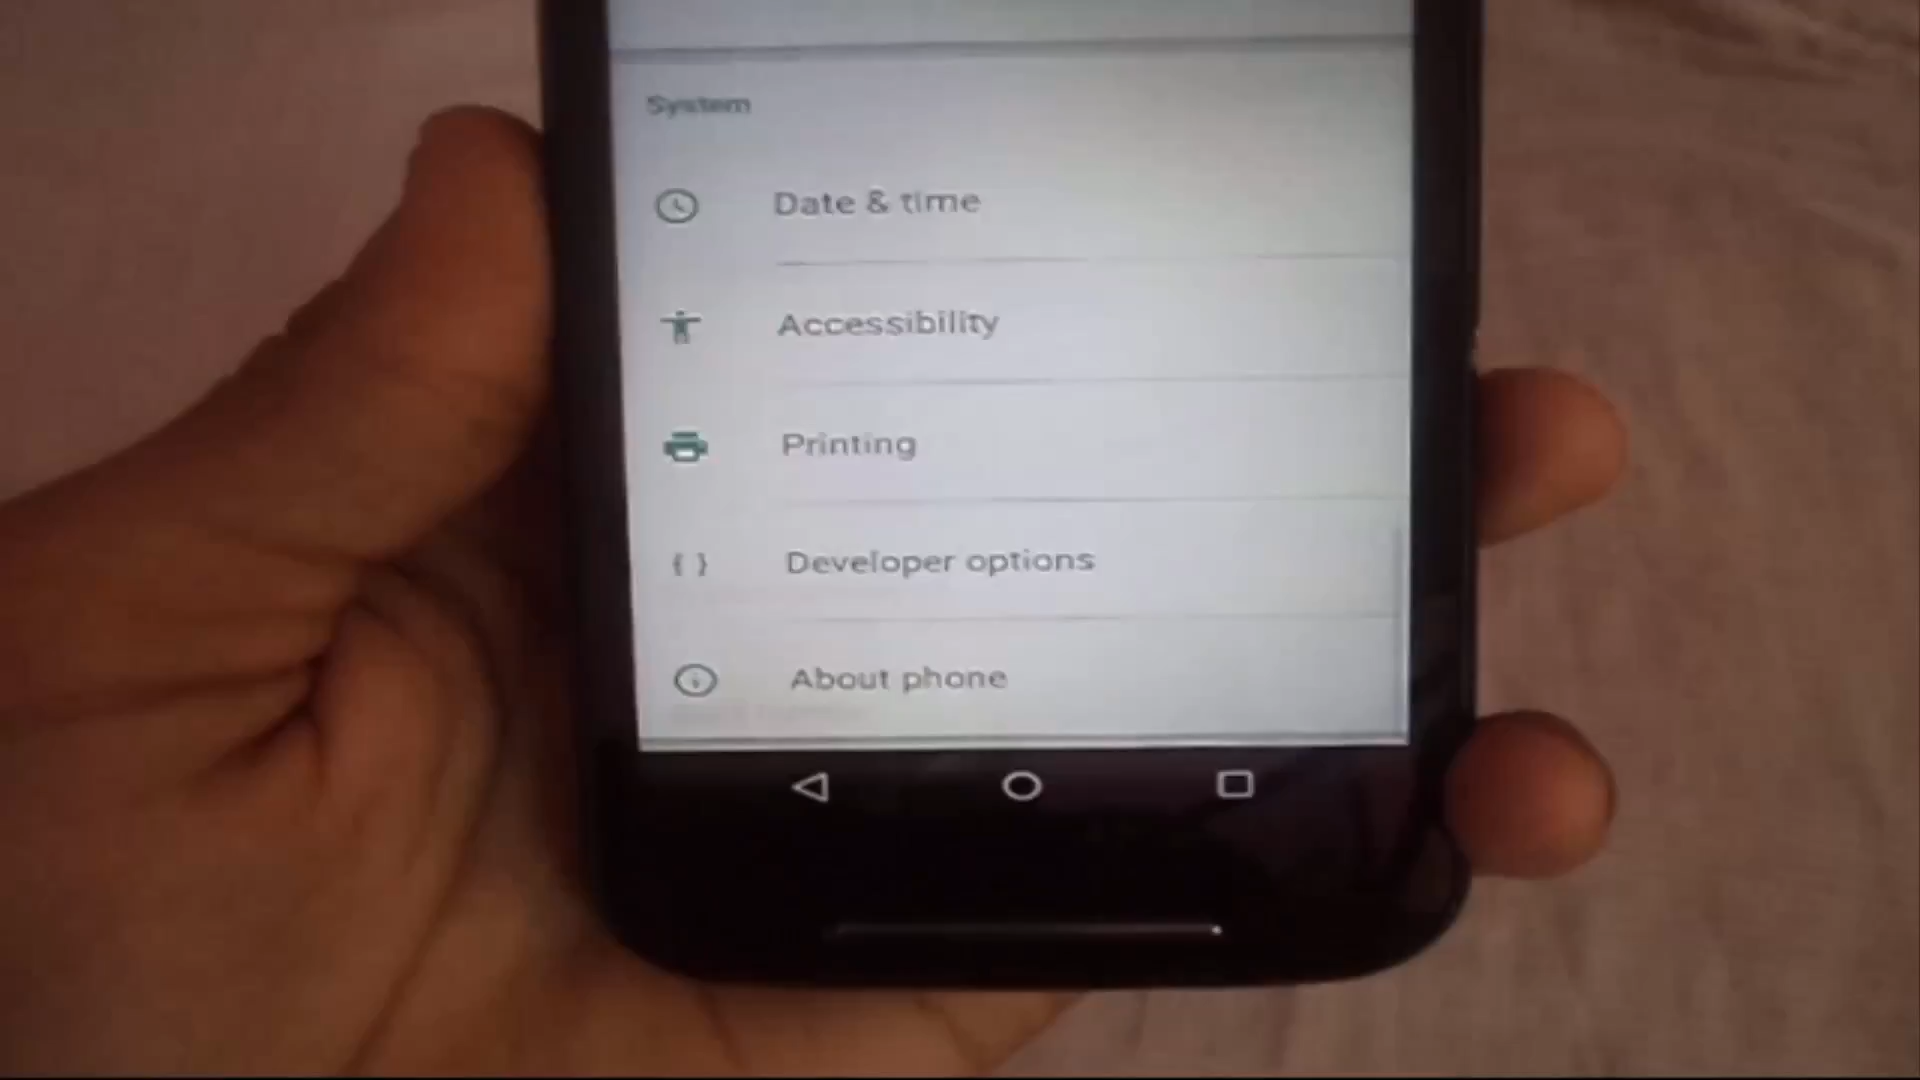 System
Date & time
Accessibility
Printing
{ } Developer options
About phone